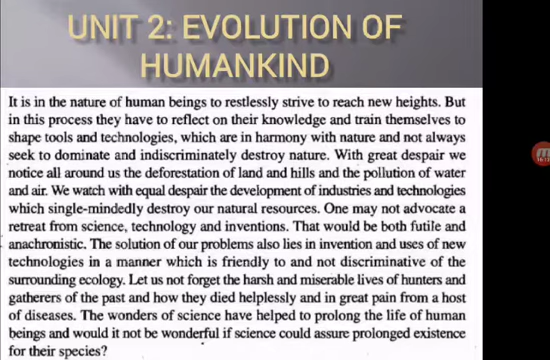 UNIT 2: EVOLUTION OF
HUMANKIND
It is in the nature of human beings to restlessly strive to reach new heights. But
in this process they have to reflect on their knowledge and train themselves to
shape tools and technologies, which are in harmony with nature and not always
seek to dominate and indiscriminately destroy nature. With great despair we
notice all around us the deforestation of land and hills and the pollution of water
and air. We watch with equal despair the development of industries and technologies
which single-mindedly destroy our natural resources. One may not advocate a
retreat from science, technology and inventions. That would be both futile and
anachronistic. The solution of our problems also lies in invention and uses of new
technologies in a manner which is friendly to and not discriminative of the
surrounding ecology. Let us not forget the harsh and miserable lives of hunters and
gatherers of the past and how they died helplessly and in great pain from a host
of diseases. The wonders of science have helped to prolong the life of human
beings and would it not be wonderful if science could assure prolonged existence
for their species?